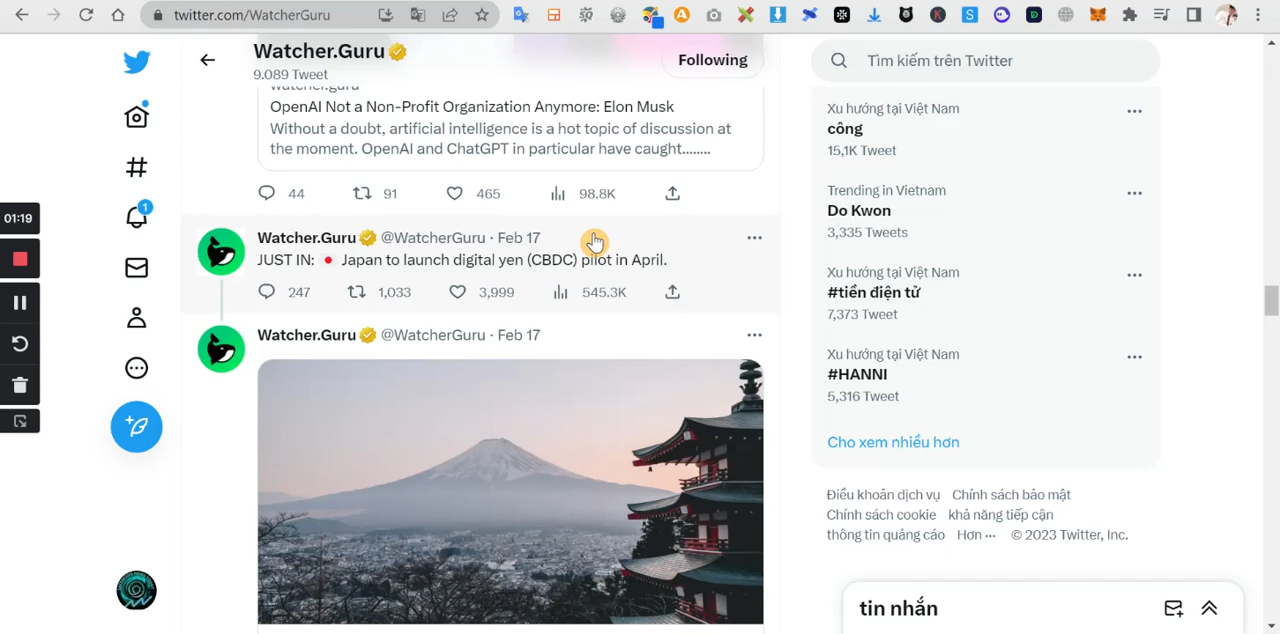 twitter.com/WatcherGuru
Watcher.Guru
9.089 Tweet
Following
Tìm kiếm trên Twitter
watcher.guru
OpenAI Not a Non-Profit Organization Anymore: Elon Musk
Without a doubt, artificial intelligence is a hot topic of discussion at
the moment. OpenAI and ChatGPT in particular have caught........
44 91 465 98.8K
Watcher.Guru @WatcherGuru · Feb 17
JUST IN: 🇯🇵 Japan to launch digital yen (CBDC) pilot in April.
247 1,033 3,999 545.3K
Watcher.Guru @WatcherGuru · Feb 17
01:19
1
Xu hướng tại Việt Nam
công
15,1K Tweet
Trending in Vietnam
Do Kwon
3,335 Tweets
Xu hướng tại Việt Nam
#tiền điện tử
7,373 Tweet
Xu hướng tại Việt Nam
#HANNI
5,316 Tweet
Cho xem nhiều hơn
Điều khoản dịch vụ Chính sách bảo mật
Chính sách cookie khả năng tiếp cận
thông tin quảng cáo Hơn ··· © 2023 Twitter, Inc.
tin nhắn